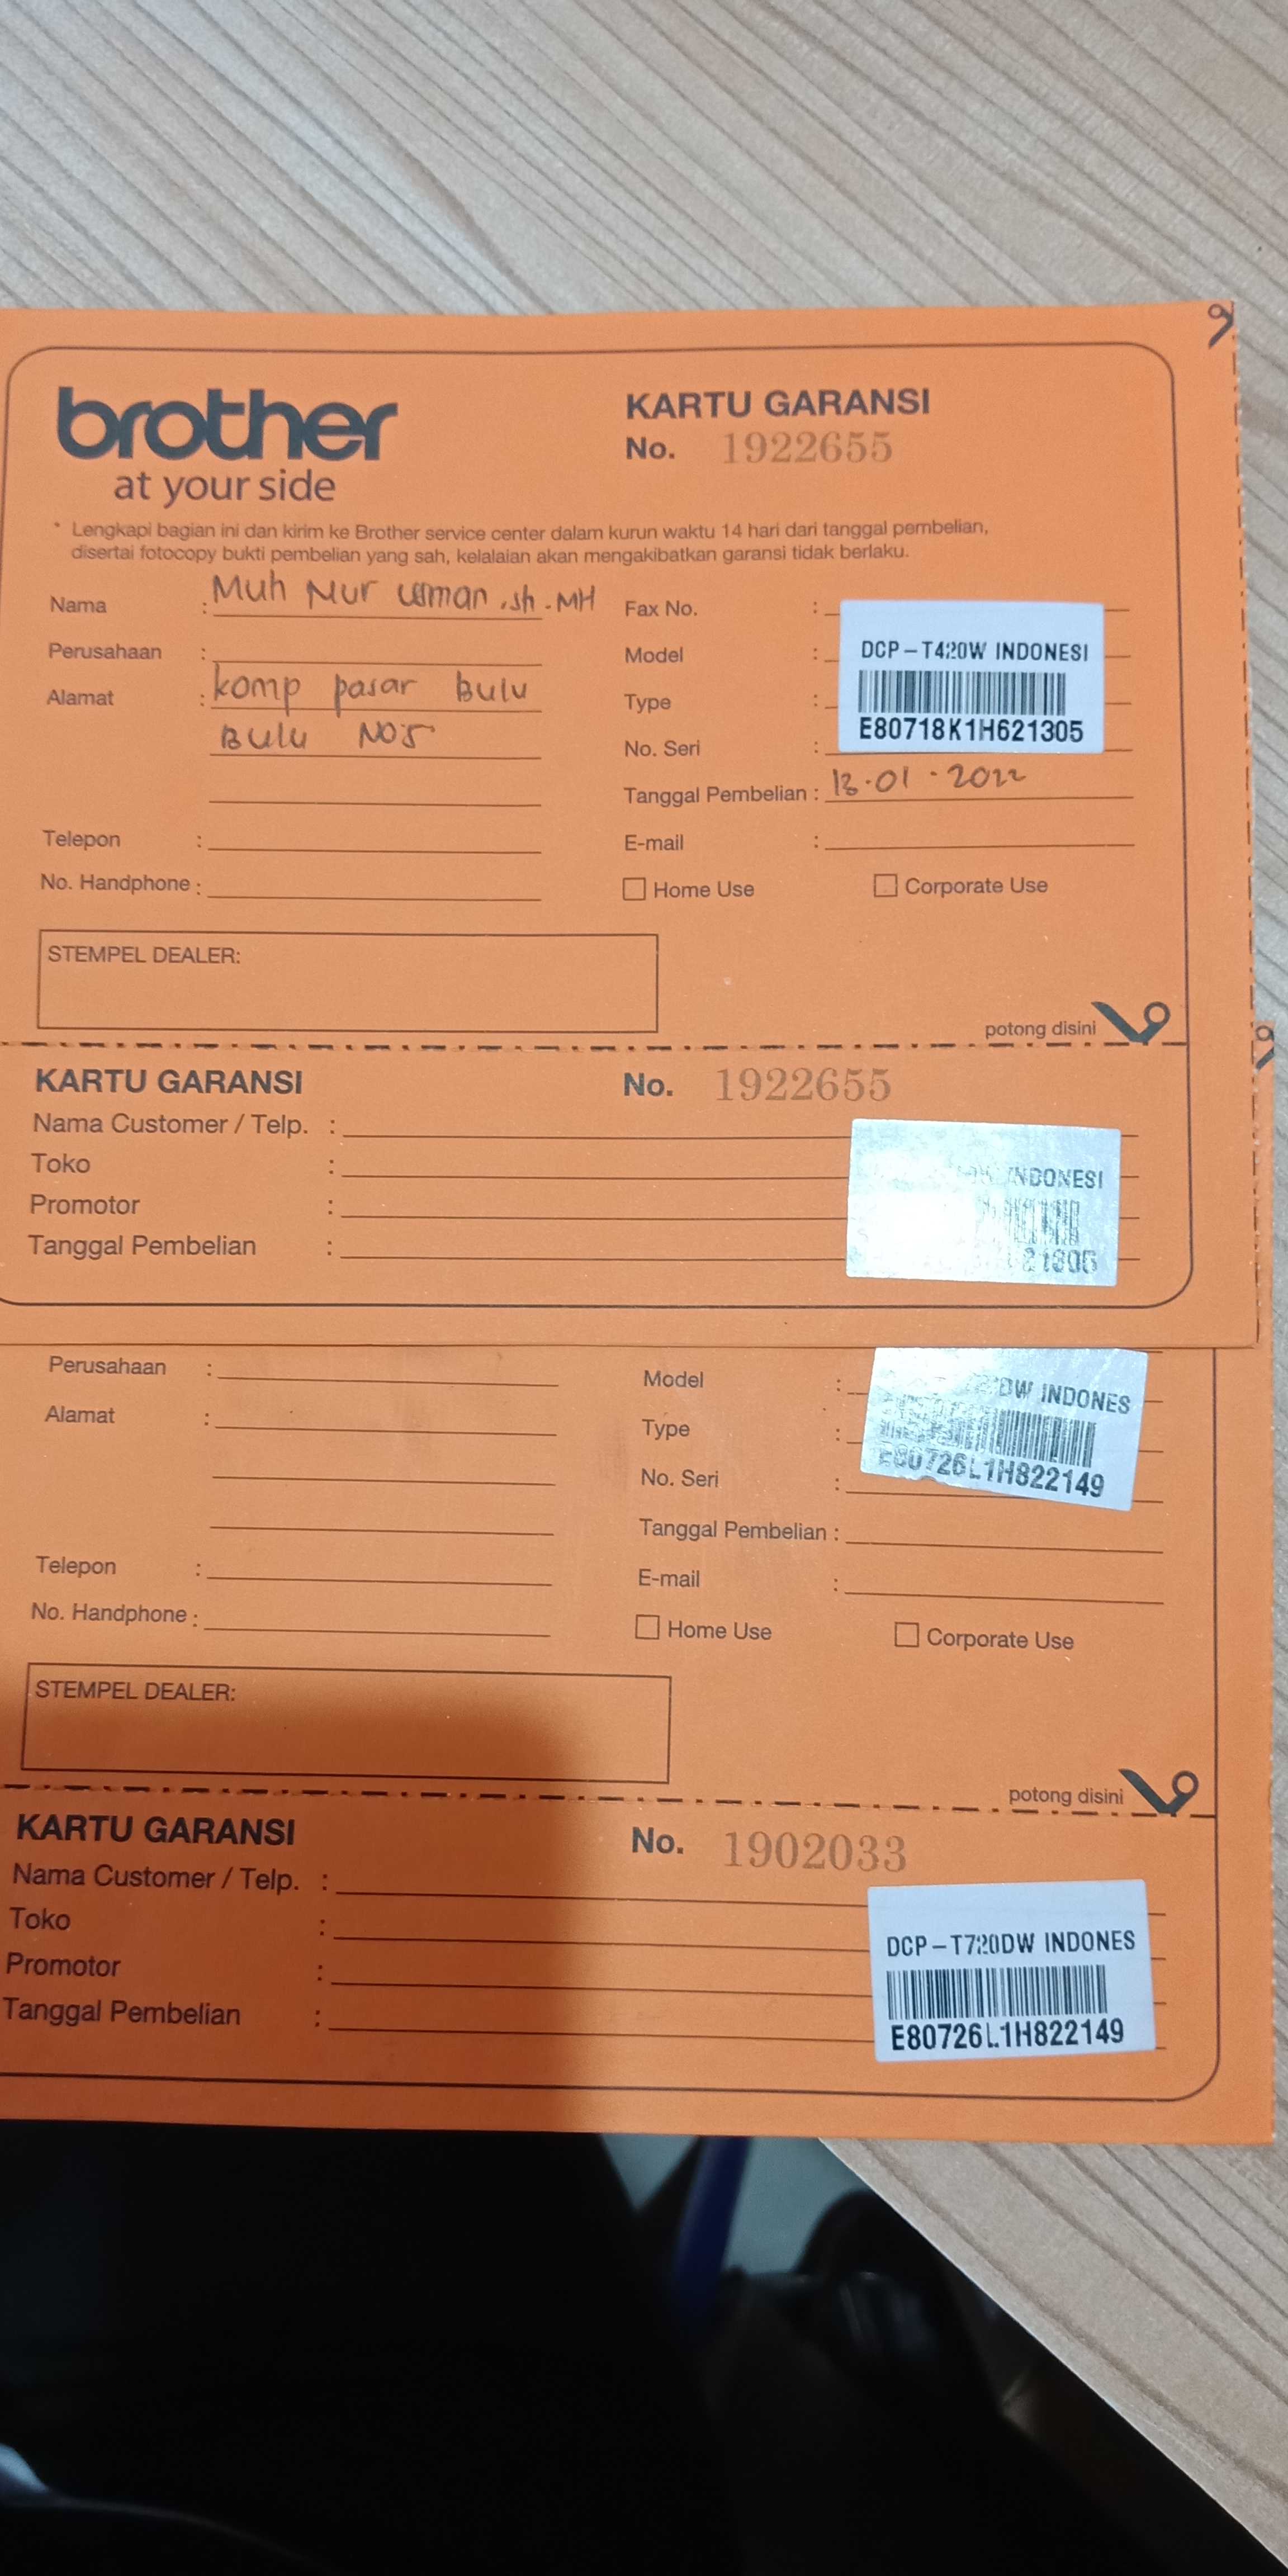 brother
at your side
KARTU GARANSI
No. 1922655
* Lengkapi bagian ini dan kirim ke Brother service center dalam kurun waktu 14 hari dari tanggal pembelian,
disertai fotocopy bukti pembelian yang sah, kelalaian akan mengakibatkan garansi tidak berlaku.
Nama : Muh Nur usman .sh .MH
Perusahaan :
Alamat : komp pasar Bulu
Bulu NO5
Telepon :
No. Handphone :
Fax No. :
Model :
Type :
No. Seri :
DCP-T420W INDONESI
E80718K1H621305
Tanggal Pembelian : 13.01.2022
E-mail :
Home Use
Corporate Use
STEMPEL DEALER:
potong disini
KARTU GARANSI
No. 1922655
Nama Customer / Telp. :
Toko :
Promotor :
Tanggal Pembelian :
INDONESI
21305
Perusahaan :
Alamat :
Telepon :
No. Handphone :
Model :
Type :
No. Seri :
DW INDONES
E80726L1H822149
Tanggal Pembelian :
E-mail :
Home Use
Corporate Use
STEMPEL DEALER:
potong disini
KARTU GARANSI
No. 1902033
Nama Customer / Telp. :
Toko :
Promotor :
Tanggal Pembelian :
DCP-T720DW INDONES
E80726L1H822149